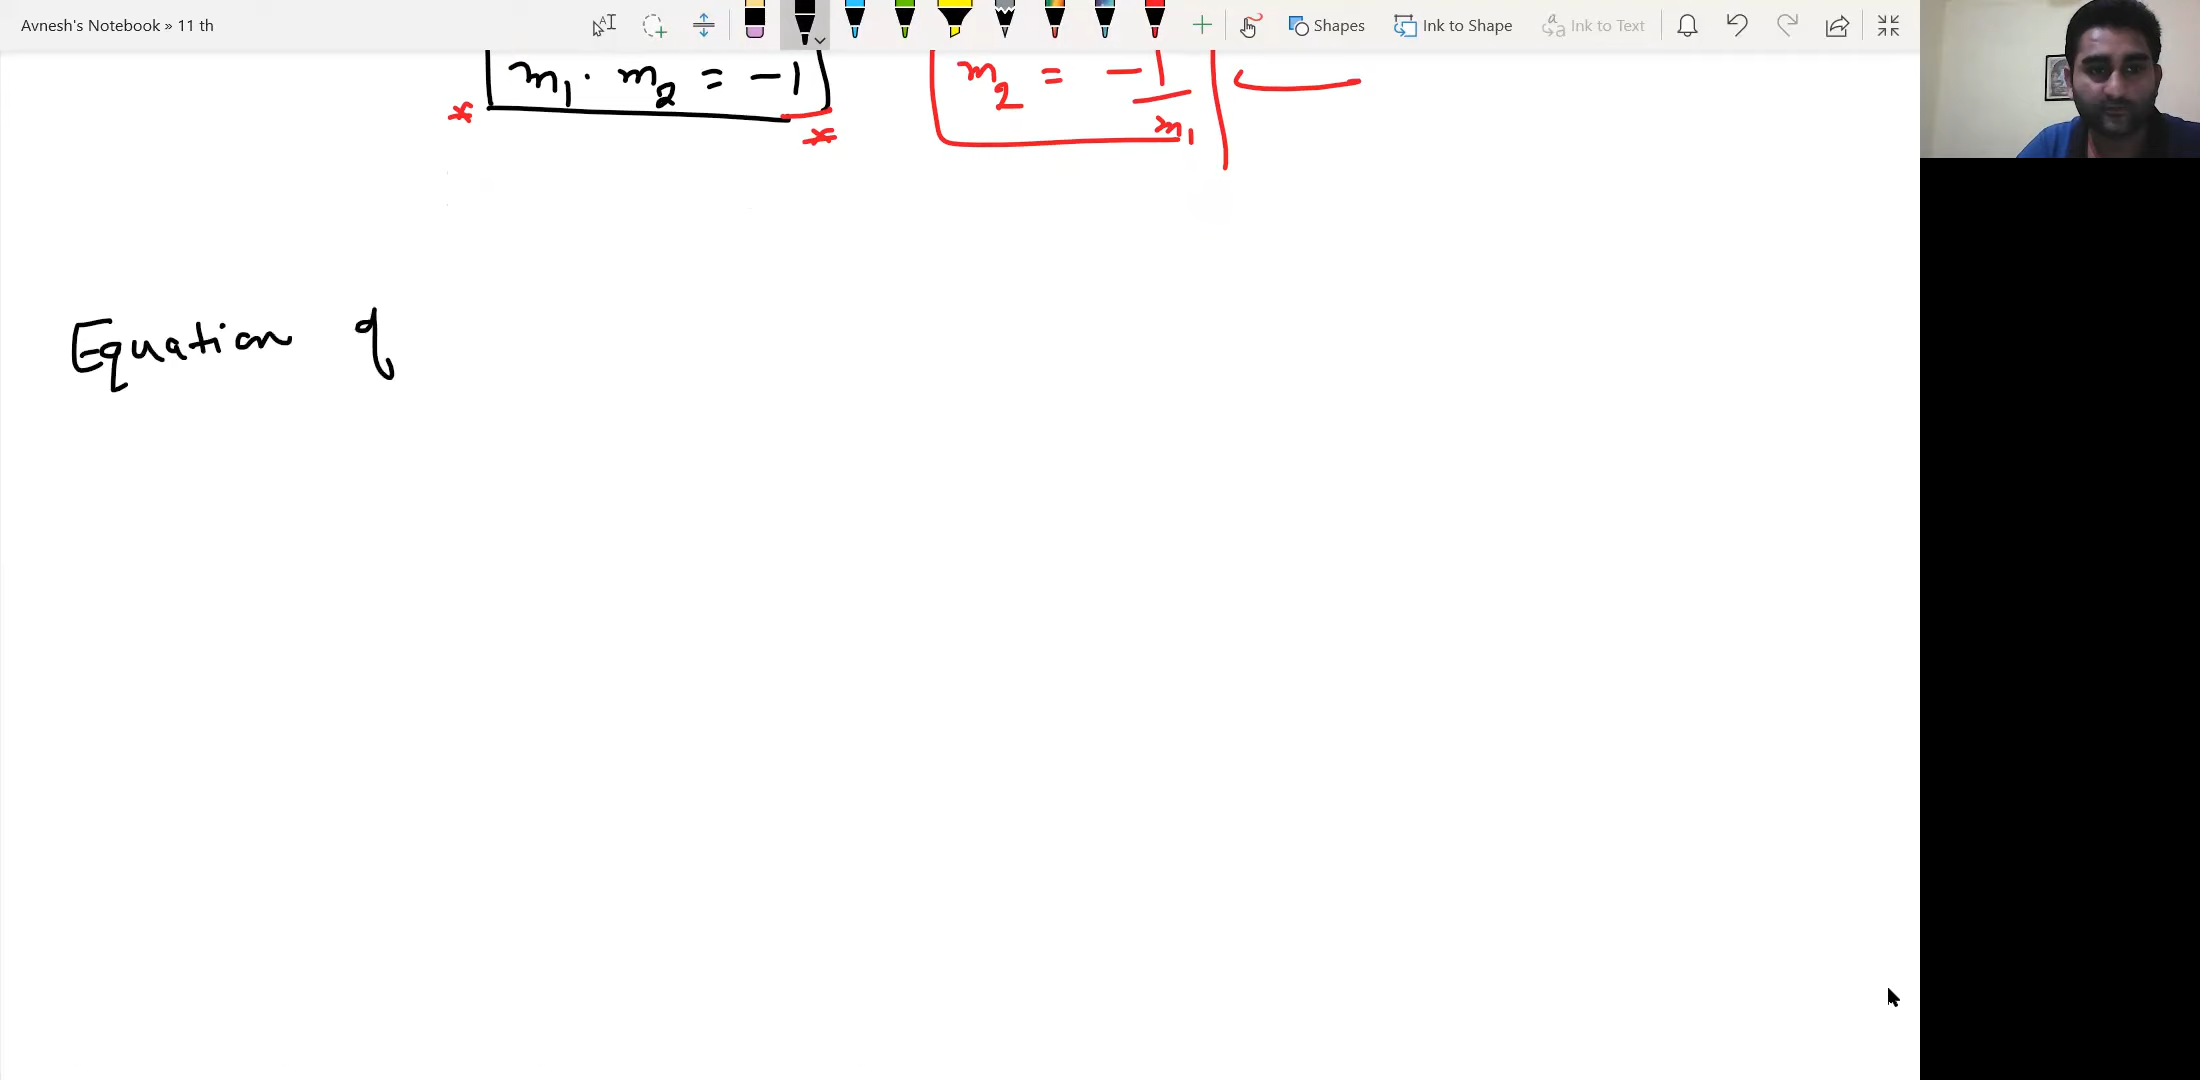 Avnesh's Notebook » 11 th
Shapes
Ink to Shape
Ink to Text
m₁ · m₂ = -1
m₂ = -1/m₁
Equation of